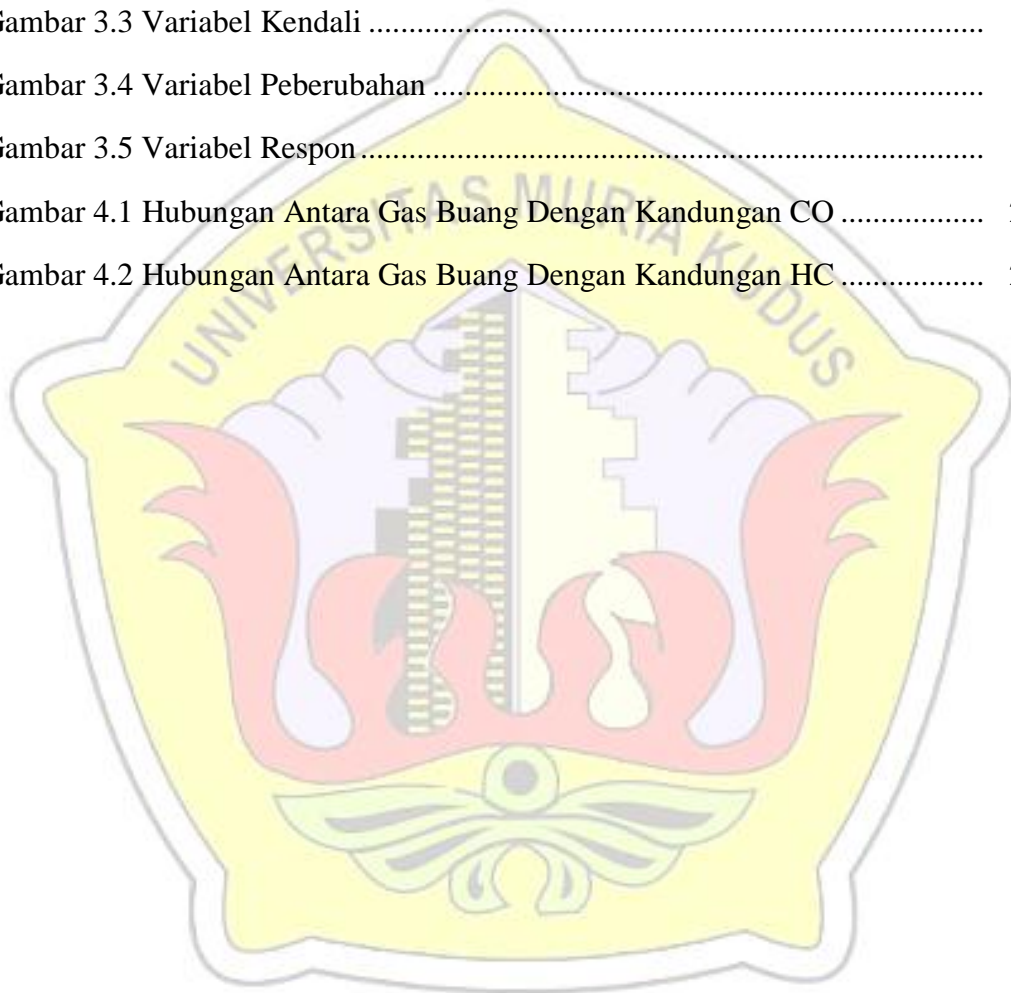 Gambar 3.3 Variabel Kendali ............................................................................
Gambar 3.4 Variabel Peberubahan ....................................................................
Gambar 3.5 Variabel Respon .............................................................................
Gambar 4.1 Hubungan Antara Gas Buang Dengan Kandungan CO ..................
Gambar 4.2 Hubungan Antara Gas Buang Dengan Kandungan HC ..................
UNIVERSITAS MURIA KUDUS